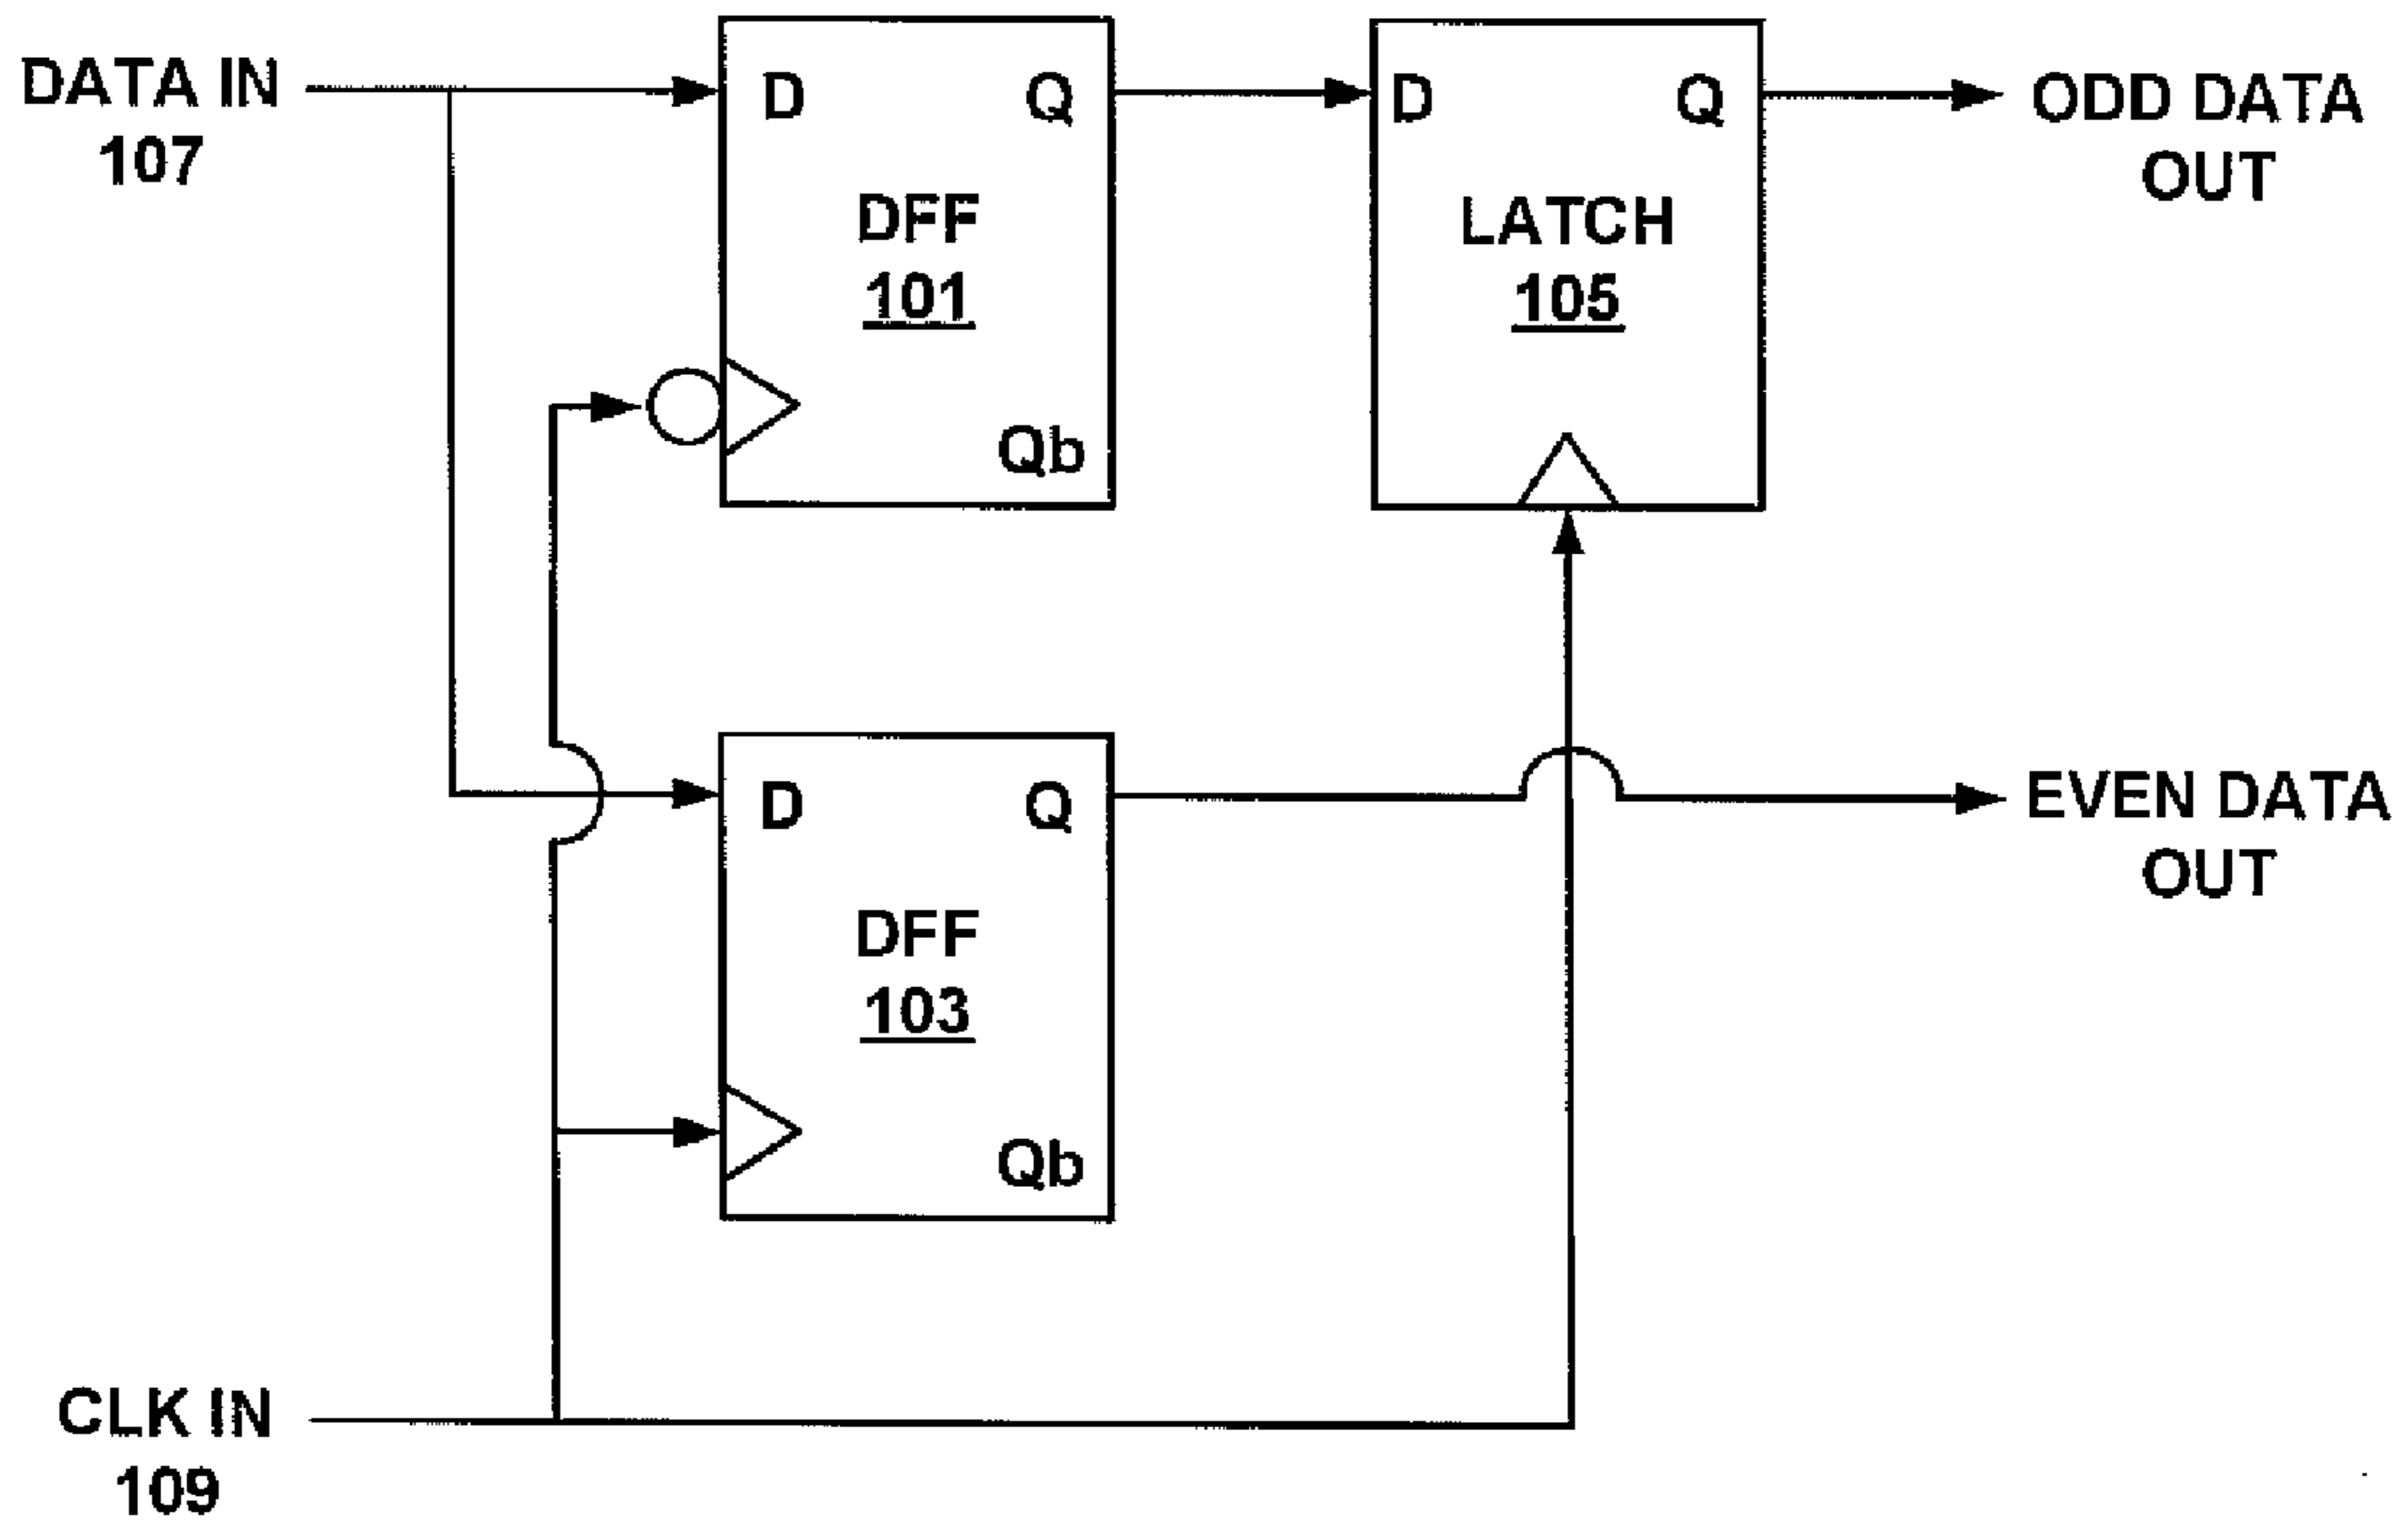 DATA IN
107
D
Q
DFF
101
Qb
D
Q
LATCH
105
ODD DATA
OUT
D
Q
DFF
103
Qb
EVEN DATA
OUT
CLK IN
109